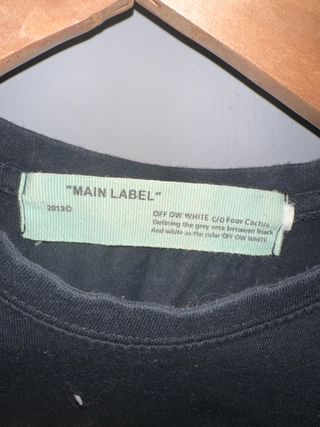 "MAIN LABEL"
2013©
OFF OW WHITE C/O Four Cactus
Defining the grey area between black
And white as the color OFF OW WHITE